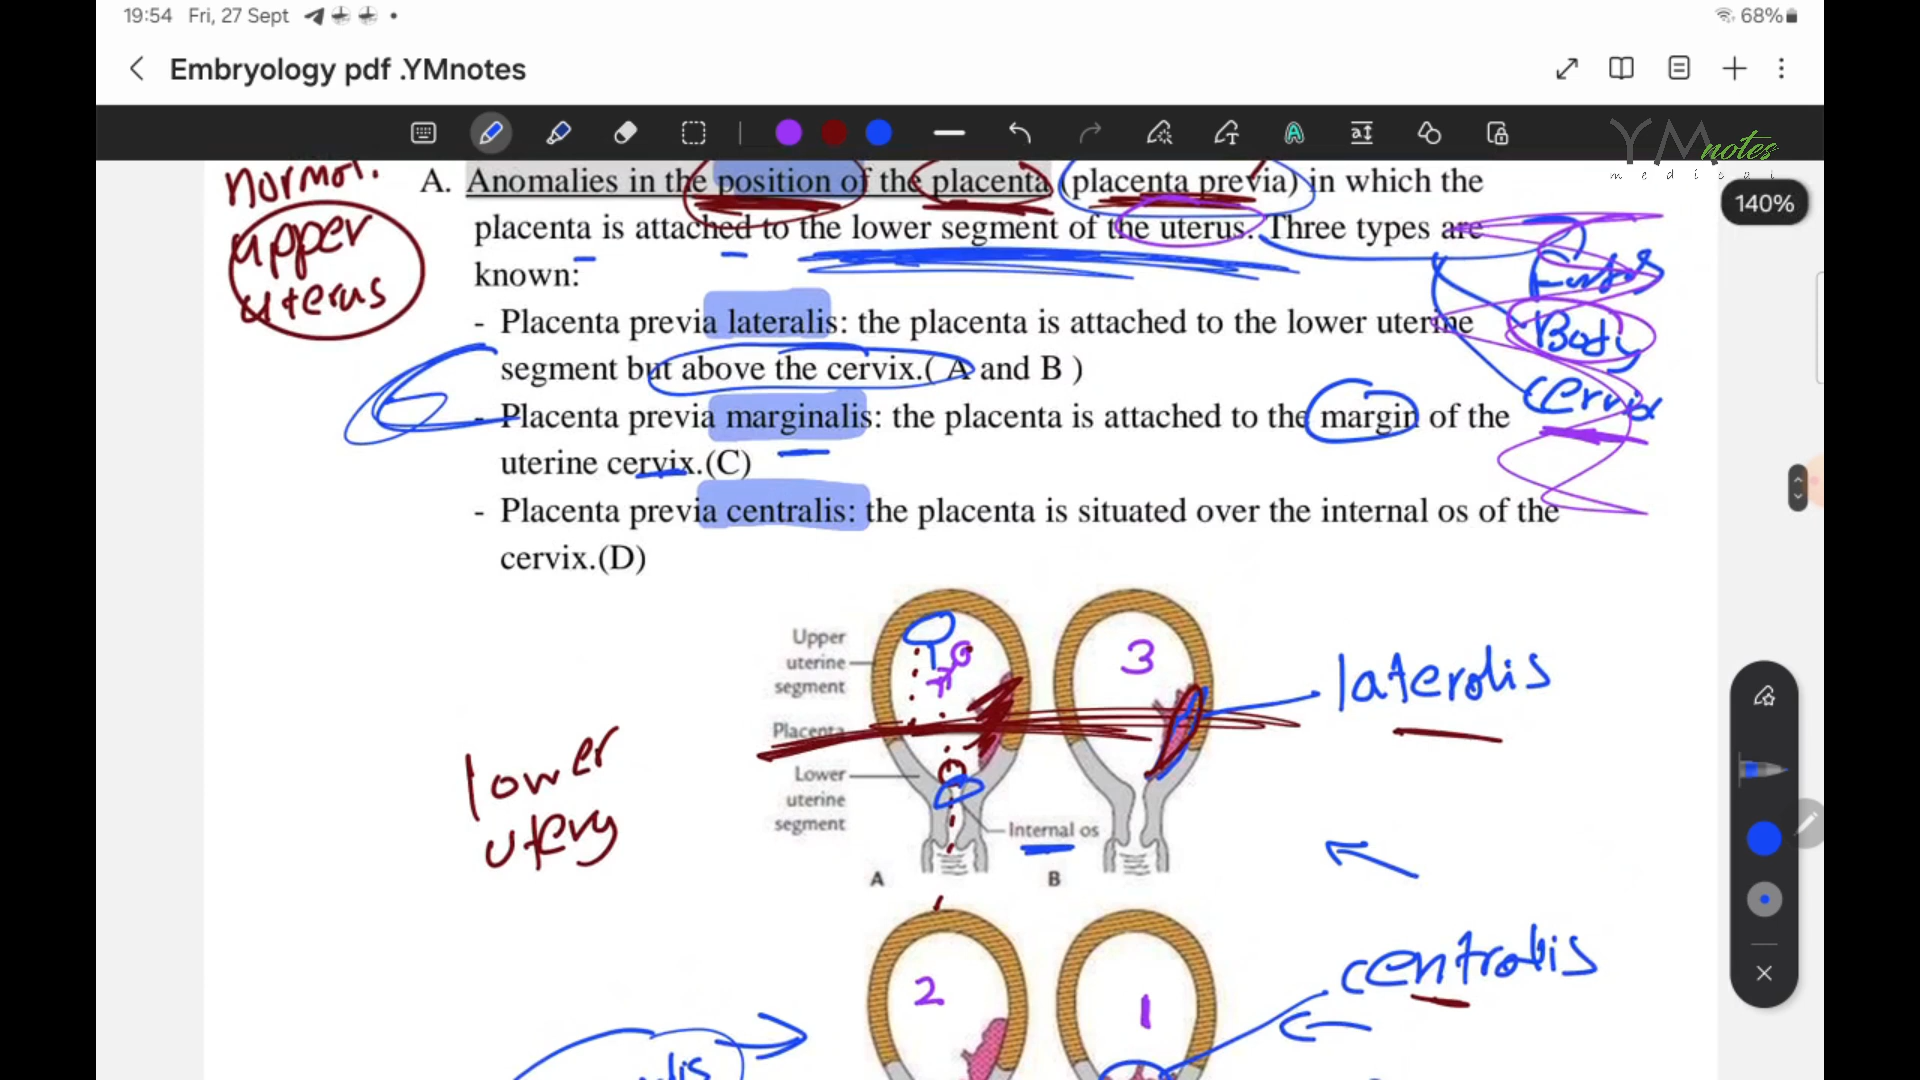 19:54 Fri, 27 Sept
68%
Embryology pdf .YMnotes
YM notes
medical
140%
normal.
upper
uterus
A. Anomalies in the position of the placenta (placenta previa) in which the
placenta is attached to the lower segment of the uterus. Three types are
known:
- Placenta previa lateralis: the placenta is attached to the lower uterine
segment but above the cervix.( A and B )
- Placenta previa marginalis: the placenta is attached to the margin of the
uterine cervix.(C)
- Placenta previa centralis: the placenta is situated over the internal os of the
cervix.(D)
Body
cervix
Upper
uterine
segment
Placenta
Lower
uterine
segment
Internal os
A
B
3
lateralis
lower
2
1
centralis